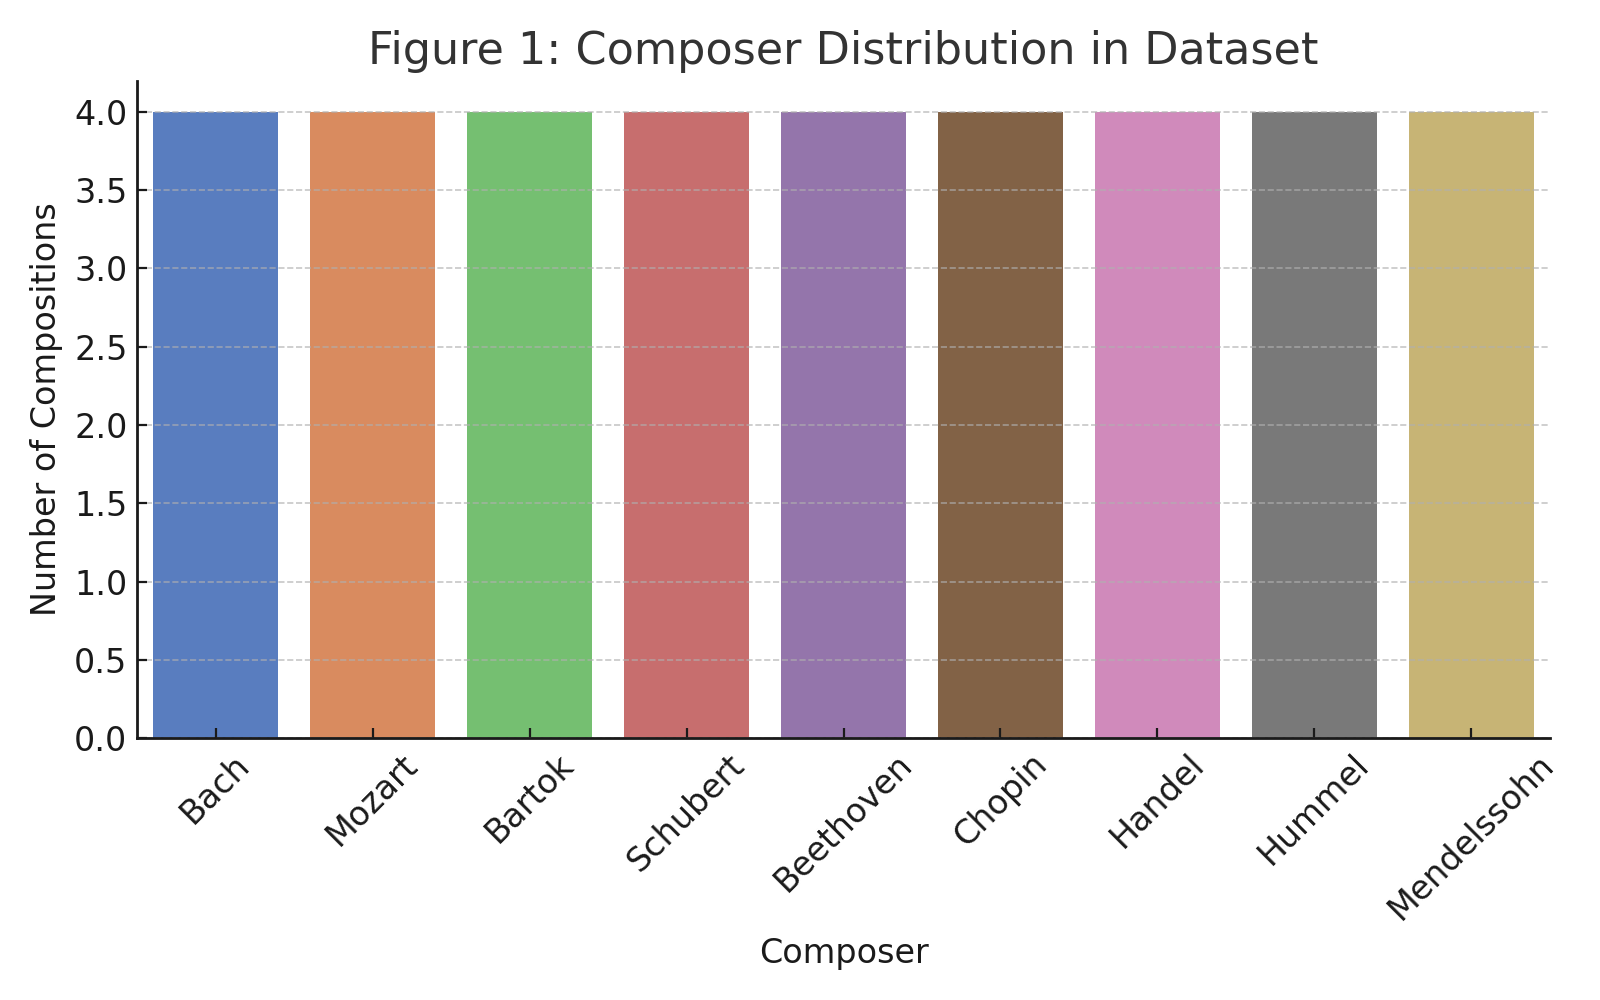 Figure 1: Composer Distribution in Dataset
Number of Compositions
4.0
3.5
3.0
2.5
2.0
1.5
1.0
0.5
0.0
Bach
Mozart
Bartok
Schubert
Beethoven
Chopin
Handel
Hummel
Mendelssohn
Composer